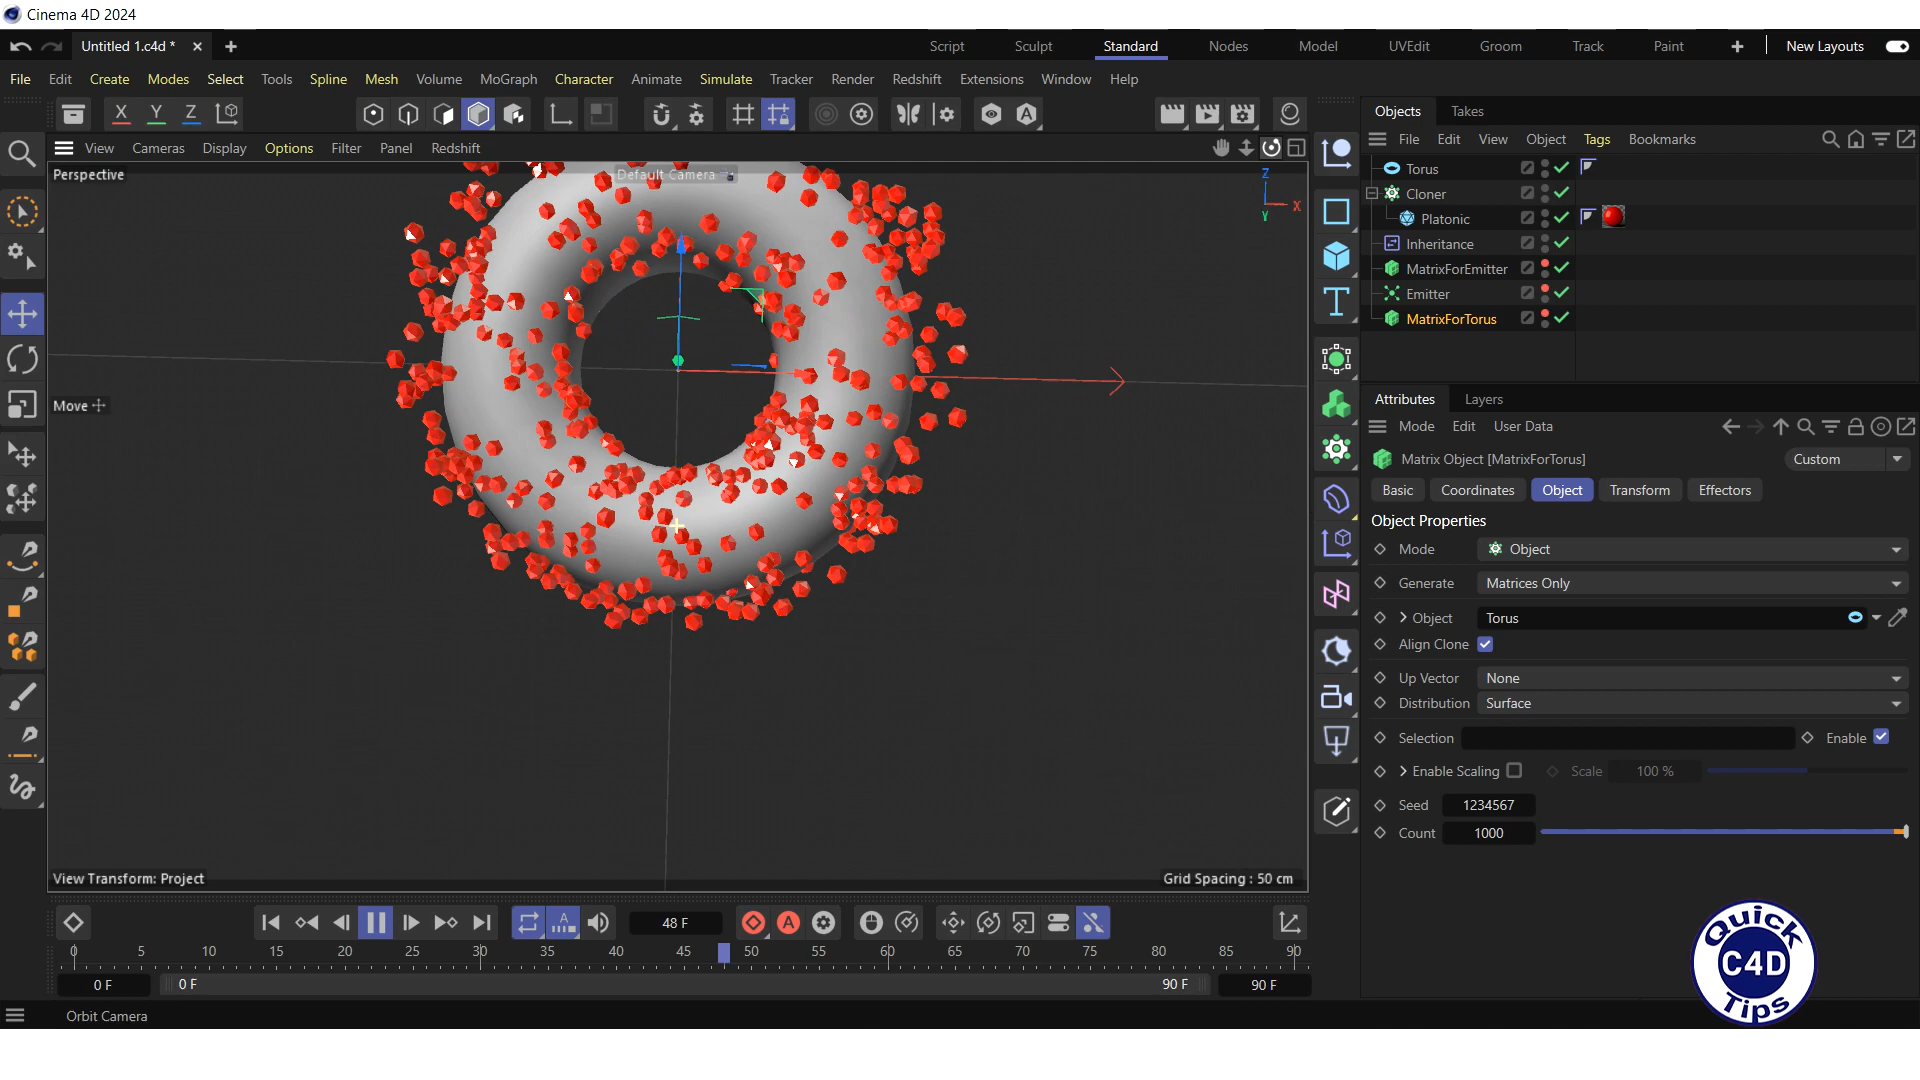 Cinema 4D 2024
Untitled 1.c4d *
Script Sculpt Standard Nodes Model UVEdit Groom Track Paint New Layouts
File Edit Create Modes Select Tools Spline Mesh Volume MoGraph Character Animate Simulate Tracker Render Redshift Extensions Window Help
X Y Z
View Cameras Display Options Filter Panel Redshift
Perspective
Default Camera
Z
X
Y
Move
View Transform: Project
Grid Spacing : 50 cm
Objects Takes
File Edit View Object Tags Bookmarks
Torus
Cloner
Platonic
Inheritance
MatrixForEmitter
Emitter
MatrixForTorus
Attributes Layers
Mode Edit User Data
Matrix Object [MatrixForTorus]
Custom
Basic Coordinates Object Transform Effectors
Object Properties
Mode Object
Generate Matrices Only
Object Torus
Align Clone
Up Vector None
Distribution Surface
Selection Enable
Enable Scaling Scale 100 %
Seed 1234567
Count 1000
48 F
0 5 10 15 20 25 30 35 40 45 50 55 60 65 70 75 80 85 90
0 F 0 F 90 F 90 F
Orbit Camera
Quick
C4D
Tips